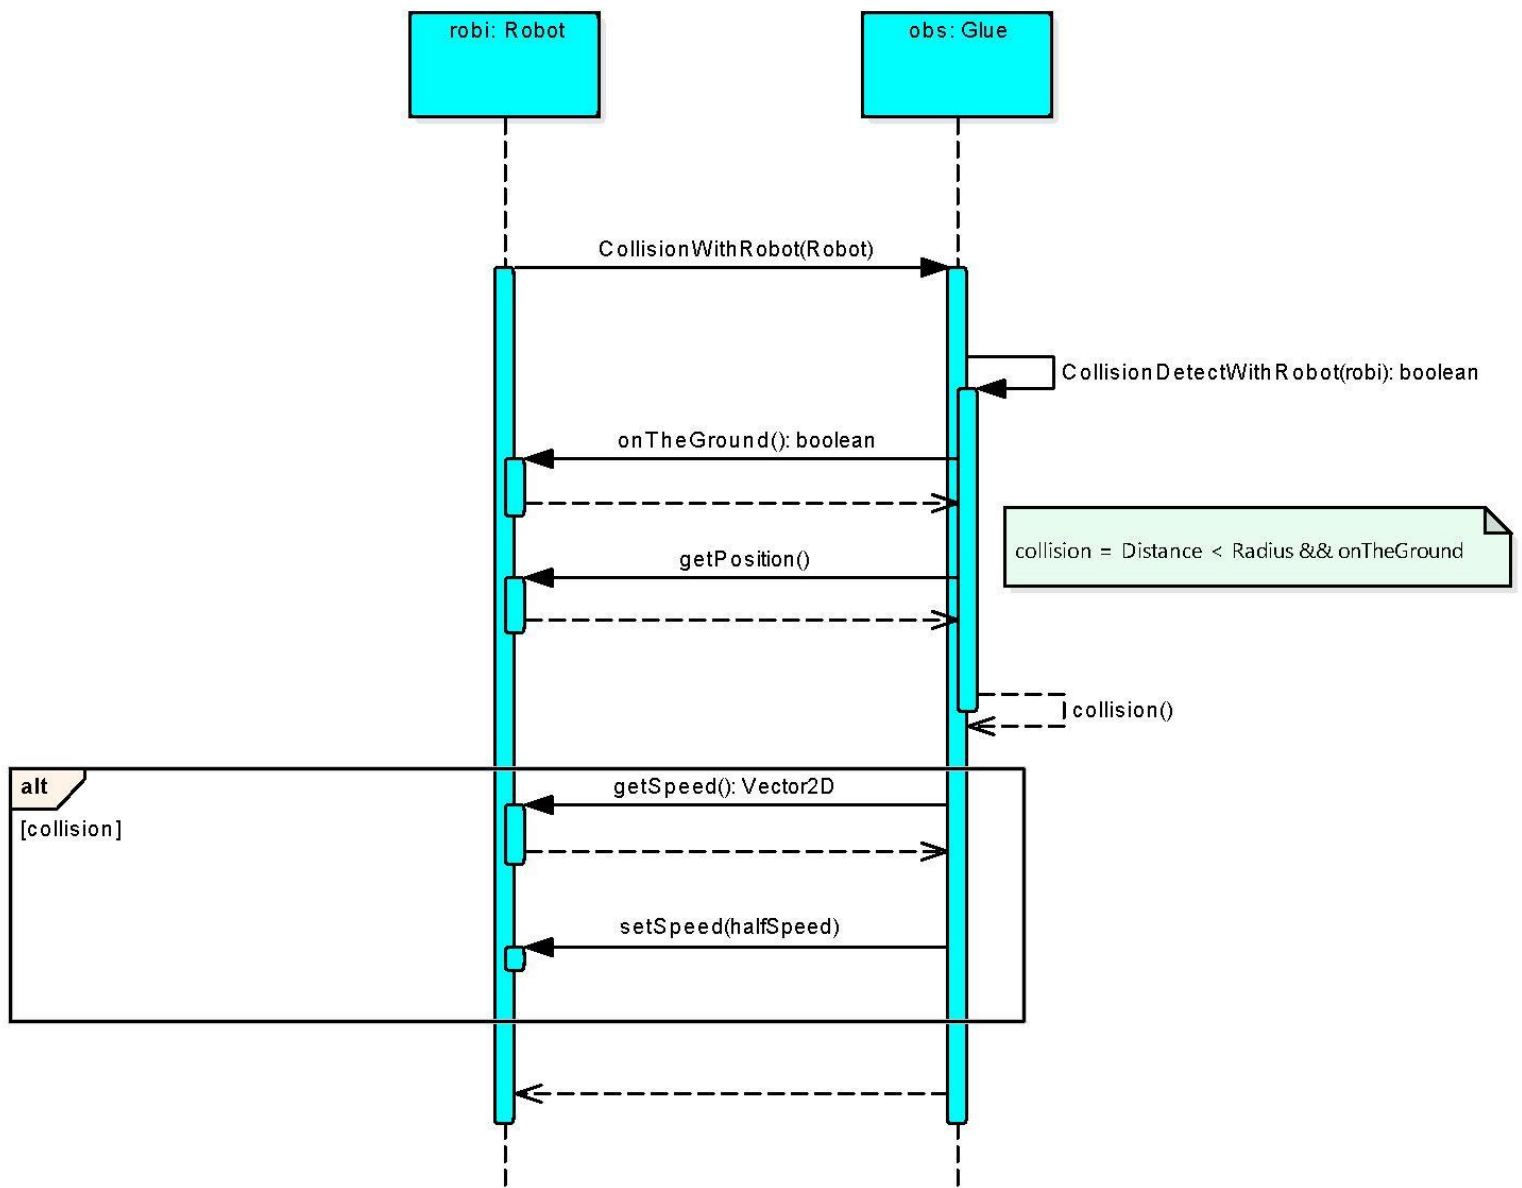 robi: Robot
obs: Glue
CollisionWithRobot(Robot)
CollisionDetectWithRobot(robi): boolean
onTheGround(): boolean
collision = Distance < Radius && onTheGround
getPosition()
collision()
alt
getSpeed(): Vector2D
[collision]
setSpeed(halfSpeed)